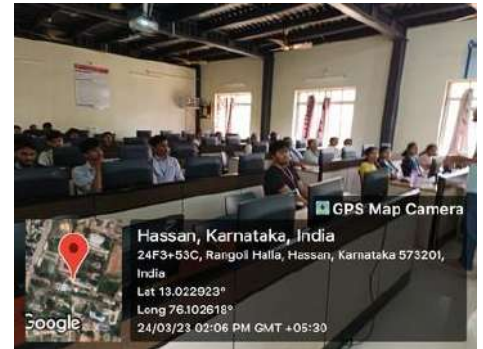 GPS Map Camera
Hassan, Karnataka, India
24F3+53C, Rangoli Halla, Hassan, Karnataka 573201,
India
Lat 13.022923°
Long 76.102618°
24/03/23 02:06 PM GMT +05:30
Google